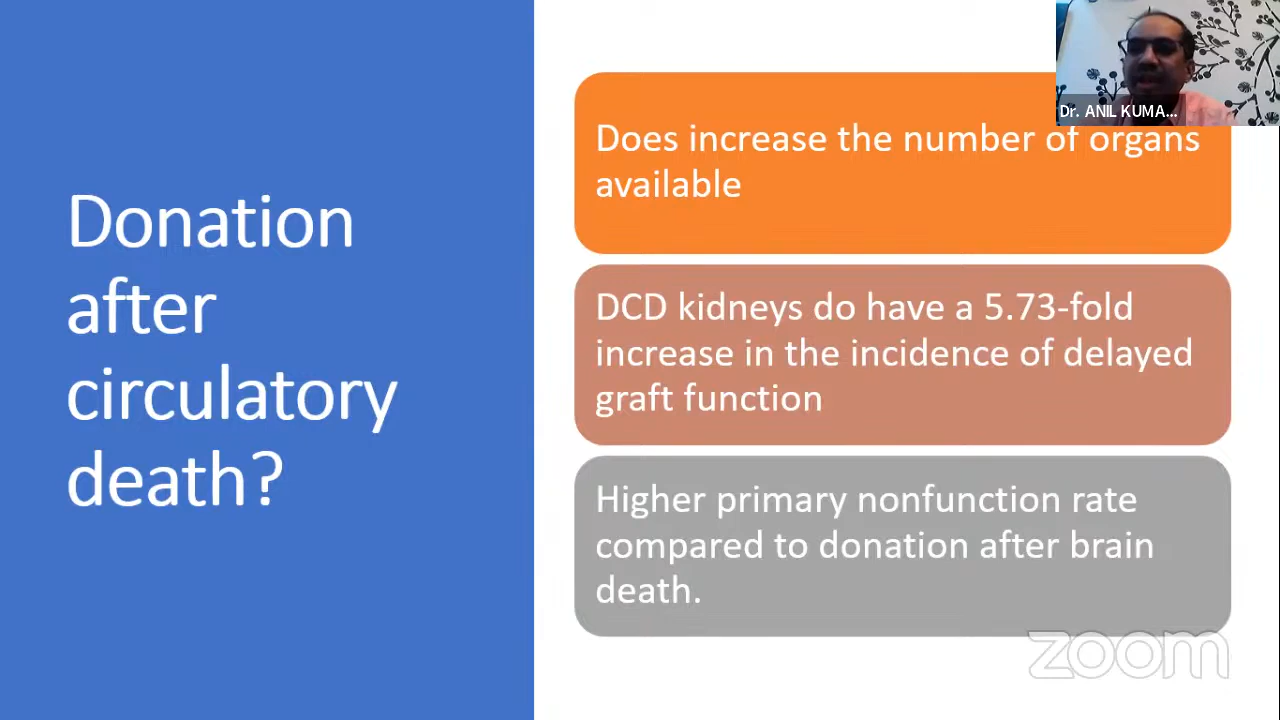 Donation
after
circulatory
death?
Does increase the number of organs
available
DCD kidneys do have a 5.73-fold
increase in the incidence of delayed
graft function
Higher primary nonfunction rate
compared to donation after brain
death.
Dr. ANIL KUMA...
zoom